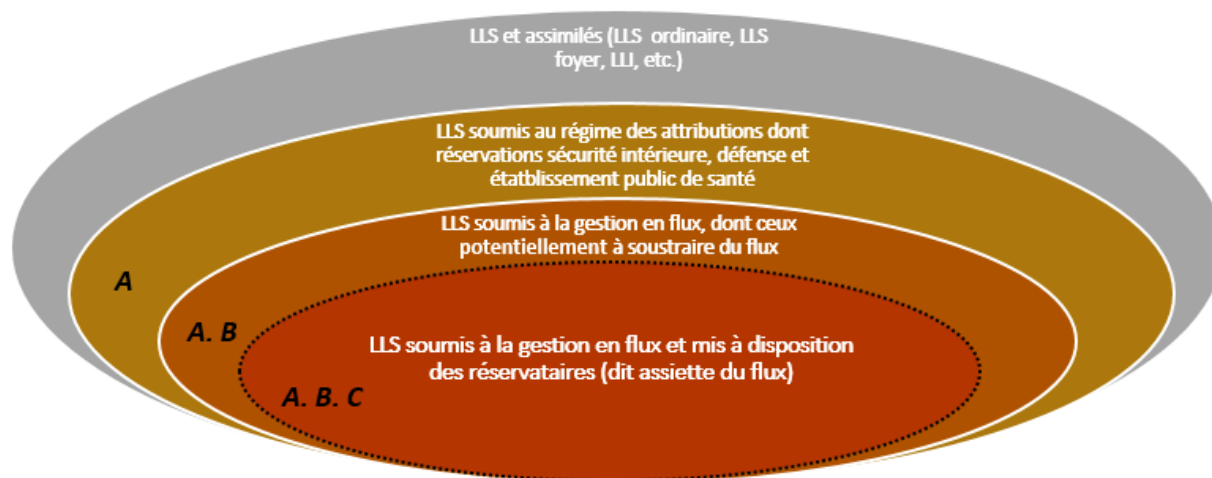 LLS et assimilés (LLS ordinaire, LLS
foyer, LLI, etc.)
LLS soumis au régime des attributions dont
réservations sécurité intérieure, défense et
étatblissement public de santé
LLS soumis à la gestion en flux, dont ceux
potentiellement à soustraire du flux
A
A. B
LLS soumis à la gestion en flux et mis à disposition
des réservataires (dit assiette du flux)
A. B. C